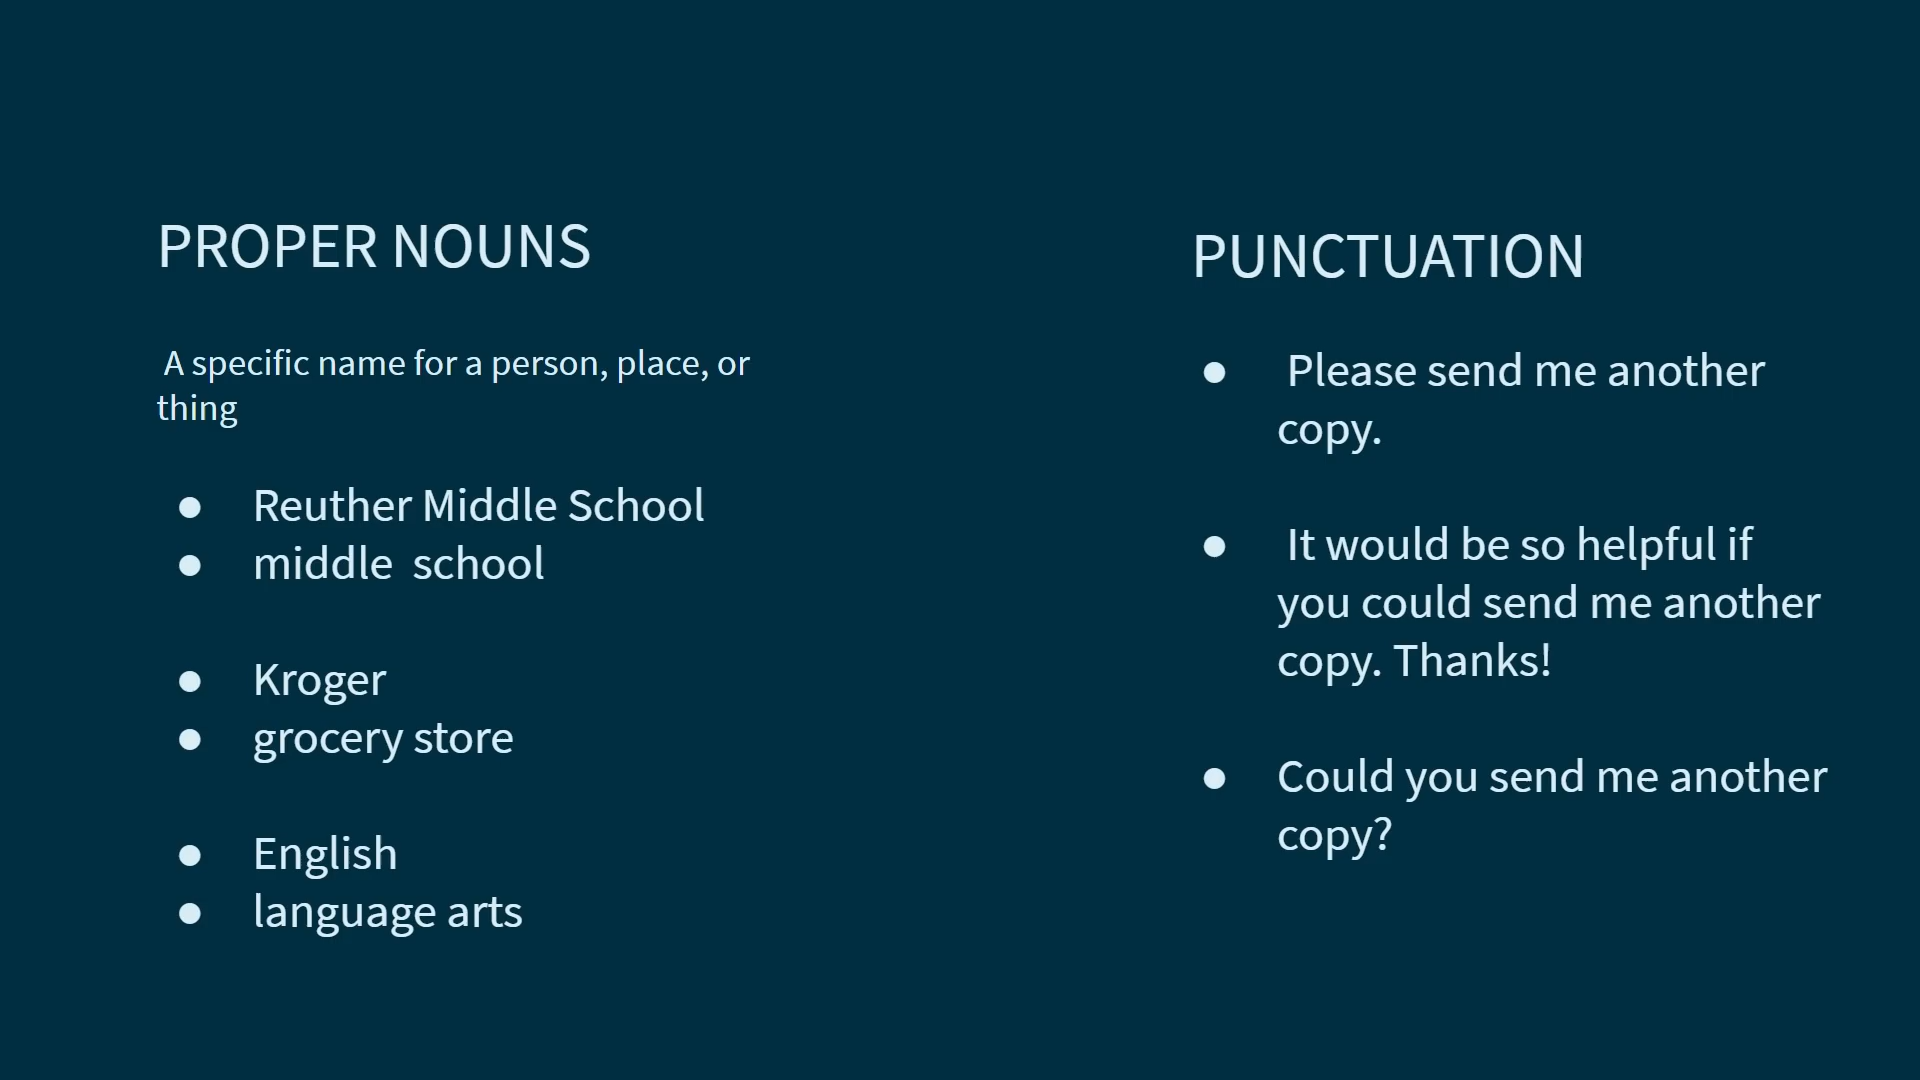 PROPER NOUNS
A specific name for a person, place, or
thing
● Reuther Middle School
● middle  school
● Kroger
● grocery store
● English
● language arts
PUNCTUATION
● Please send me another
copy.
● It would be so helpful if
you could send me another
copy. Thanks!
● Could you send me another
copy?